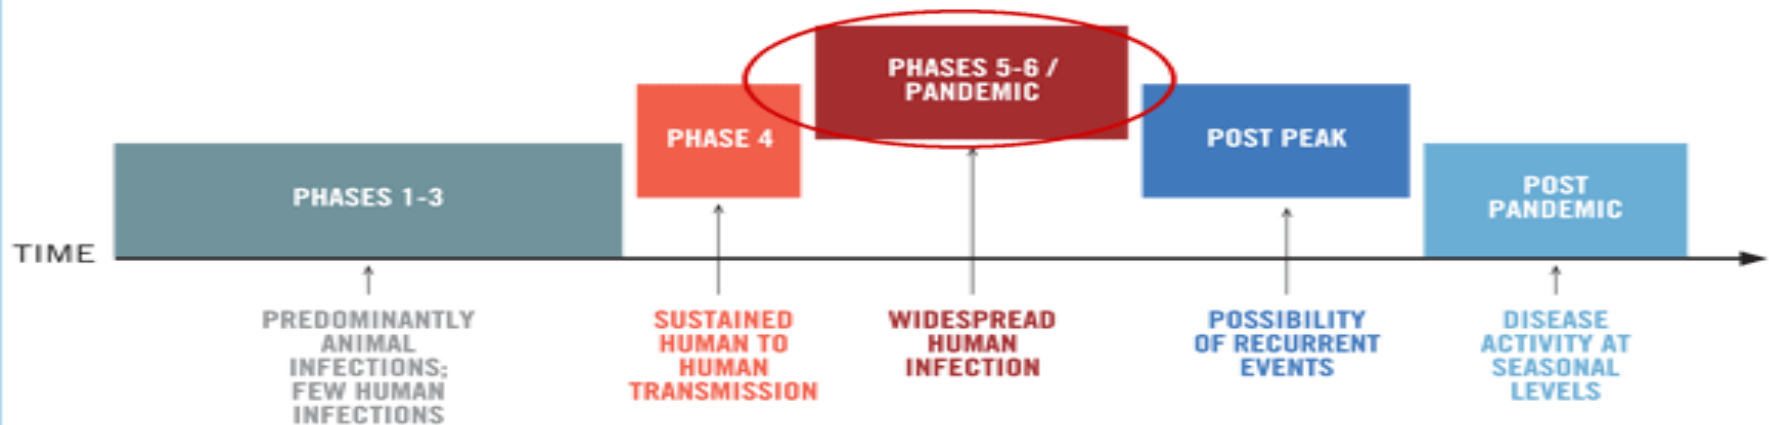 PHASES 5-6 /
PANDEMIC
PHASE 4
POST PEAK
PHASES 1-3
POST
PANDEMIC
TIME
PREDOMINANTLY
ANIMAL
INFECTIONS;
FEW HUMAN
INFECTIONS
SUSTAINED
HUMAN TO
HUMAN
TRANSMISSION
WIDESPREAD
HUMAN
INFECTION
POSSIBILITY
OF RECURRENT
EVENTS
DISEASE
ACTIVITY AT
SEASONAL
LEVELS